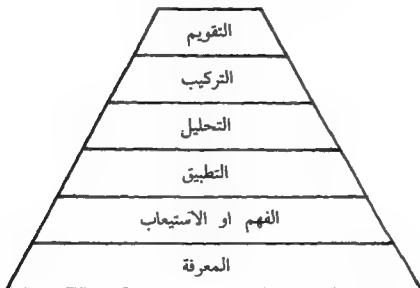 التقويم
التركيب
التحليل
التطبيق
الفهم او الاستيعاب
المعرفة